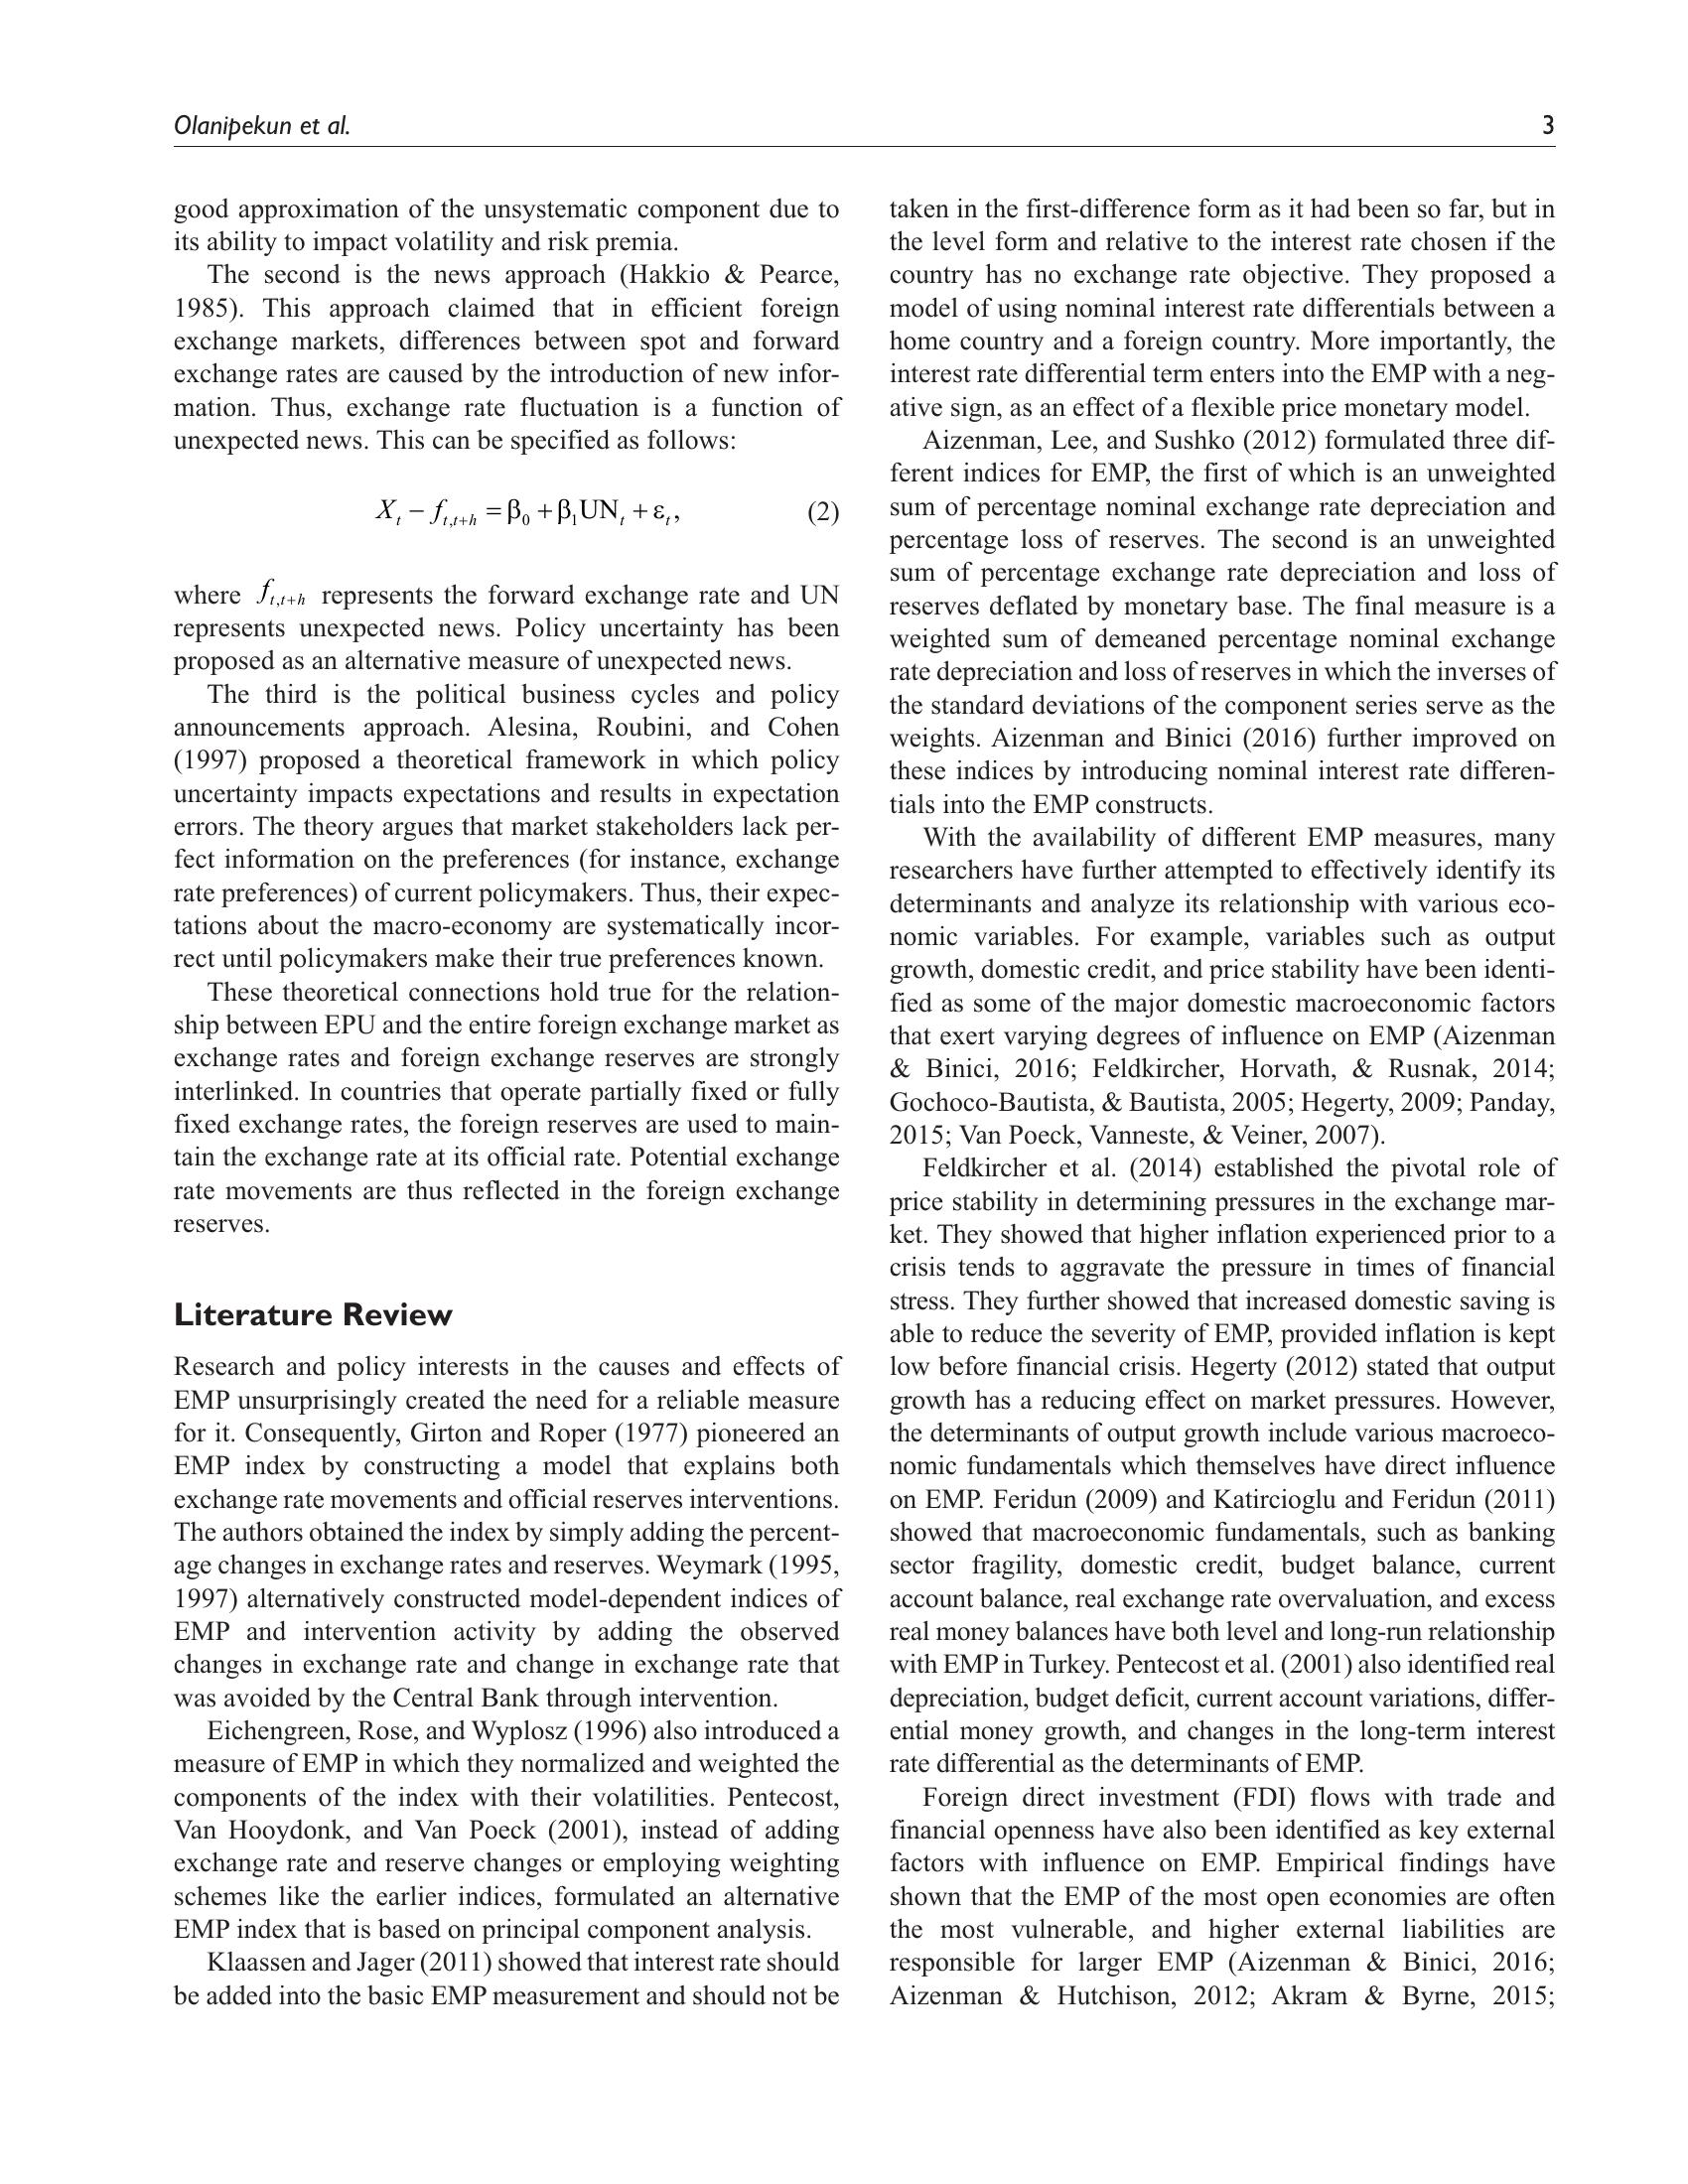 Olanipekun et al. 3
good approximation of the unsystematic component due to
its ability to impact volatility and risk premia.
The second is the news approach (Hakkio & Pearce,
1985). This approach claimed that in efficient foreign
exchange markets, differences between spot and forward
exchange rates are caused by the introduction of new infor-
mation. Thus, exchange rate fluctuation is a function of
unexpected news. This can be specified as follows:
X_t − f_{t,t+h} = β_0 + β_1UN_t + ε_t, (2)
where f_{t,t+h} represents the forward exchange rate and UN
represents unexpected news. Policy uncertainty has been
proposed as an alternative measure of unexpected news.
The third is the political business cycles and policy
announcements approach. Alesina, Roubini, and Cohen
(1997) proposed a theoretical framework in which policy
uncertainty impacts expectations and results in expectation
errors. The theory argues that market stakeholders lack per-
fect information on the preferences (for instance, exchange
rate preferences) of current policymakers. Thus, their expec-
tations about the macro-economy are systematically incor-
rect until policymakers make their true preferences known.
These theoretical connections hold true for the relation-
ship between EPU and the entire foreign exchange market as
exchange rates and foreign exchange reserves are strongly
interlinked. In countries that operate partially fixed or fully
fixed exchange rates, the foreign reserves are used to main-
tain the exchange rate at its official rate. Potential exchange
rate movements are thus reflected in the foreign exchange
reserves.
Literature Review
Research and policy interests in the causes and effects of
EMP unsurprisingly created the need for a reliable measure
for it. Consequently, Girton and Roper (1977) pioneered an
EMP index by constructing a model that explains both
exchange rate movements and official reserves interventions.
The authors obtained the index by simply adding the percent-
age changes in exchange rates and reserves. Weymark (1995,
1997) alternatively constructed model-dependent indices of
EMP and intervention activity by adding the observed
changes in exchange rate and change in exchange rate that
was avoided by the Central Bank through intervention.
Eichengreen, Rose, and Wyplosz (1996) also introduced a
measure of EMP in which they normalized and weighted the
components of the index with their volatilities. Pentecost,
Van Hooydonk, and Van Poeck (2001), instead of adding
exchange rate and reserve changes or employing weighting
schemes like the earlier indices, formulated an alternative
EMP index that is based on principal component analysis.
Klaassen and Jager (2011) showed that interest rate should
be added into the basic EMP measurement and should not be
taken in the first-difference form as it had been so far, but in
the level form and relative to the interest rate chosen if the
country has no exchange rate objective. They proposed a
model of using nominal interest rate differentials between a
home country and a foreign country. More importantly, the
interest rate differential term enters into the EMP with a neg-
ative sign, as an effect of a flexible price monetary model.
Aizenman, Lee, and Sushko (2012) formulated three dif-
ferent indices for EMP, the first of which is an unweighted
sum of percentage nominal exchange rate depreciation and
percentage loss of reserves. The second is an unweighted
sum of percentage exchange rate depreciation and loss of
reserves deflated by monetary base. The final measure is a
weighted sum of demeaned percentage nominal exchange
rate depreciation and loss of reserves in which the inverses of
the standard deviations of the component series serve as the
weights. Aizenman and Binici (2016) further improved on
these indices by introducing nominal interest rate differen-
tials into the EMP constructs.
With the availability of different EMP measures, many
researchers have further attempted to effectively identify its
determinants and analyze its relationship with various eco-
nomic variables. For example, variables such as output
growth, domestic credit, and price stability have been identi-
fied as some of the major domestic macroeconomic factors
that exert varying degrees of influence on EMP (Aizenman
& Binici, 2016; Feldkircher, Horvath, & Rusnak, 2014;
Gochoco-Bautista, & Bautista, 2005; Hegerty, 2009; Panday,
2015; Van Poeck, Vanneste, & Veiner, 2007).
Feldkircher et al. (2014) established the pivotal role of
price stability in determining pressures in the exchange mar-
ket. They showed that higher inflation experienced prior to a
crisis tends to aggravate the pressure in times of financial
stress. They further showed that increased domestic saving is
able to reduce the severity of EMP, provided inflation is kept
low before financial crisis. Hegerty (2012) stated that output
growth has a reducing effect on market pressures. However,
the determinants of output growth include various macroeco-
nomic fundamentals which themselves have direct influence
on EMP. Feridun (2009) and Katircioglu and Feridun (2011)
showed that macroeconomic fundamentals, such as banking
sector fragility, domestic credit, budget balance, current
account balance, real exchange rate overvaluation, and excess
real money balances have both level and long-run relationship
with EMP in Turkey. Pentecost et al. (2001) also identified real
depreciation, budget deficit, current account variations, differ-
ential money growth, and changes in the long-term interest
rate differential as the determinants of EMP.
Foreign direct investment (FDI) flows with trade and
financial openness have also been identified as key external
factors with influence on EMP. Empirical findings have
shown that the EMP of the most open economies are often
the most vulnerable, and higher external liabilities are
responsible for larger EMP (Aizenman & Binici, 2016;
Aizenman & Hutchison, 2012; Akram & Byrne, 2015;